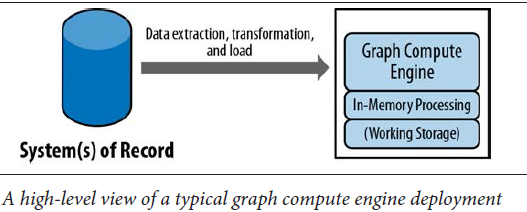 Data extraction, transformation,
and load
Graph Compute
Engine
In-Memory Processing
(Working Storage)
System(s) of Record
A high-level view of a typical graph compute engine deployment